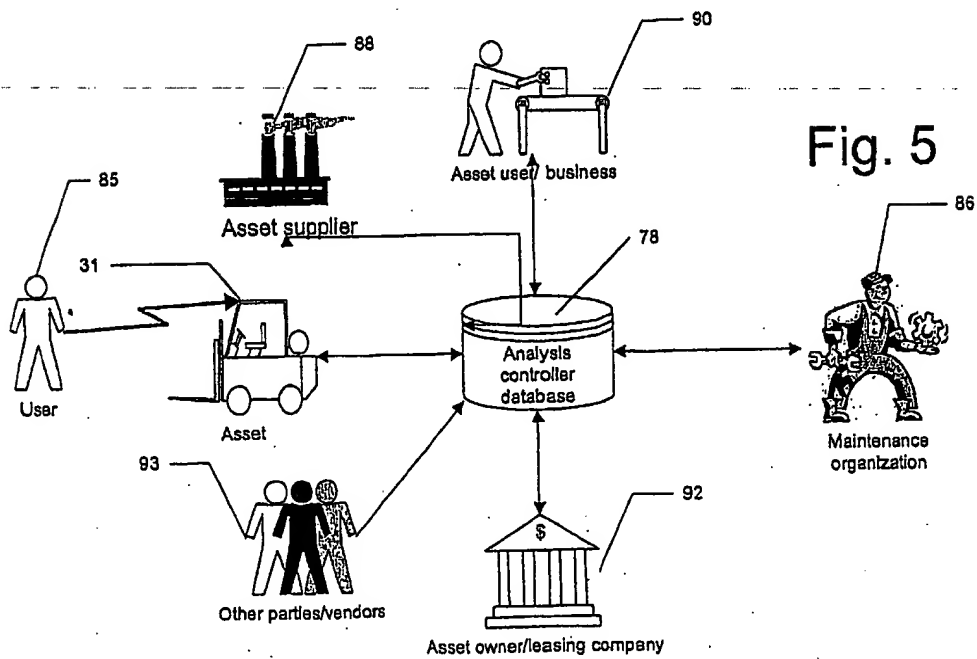 88
90
Fig. 5
Asset user/ business
85
86
Asset supplier
78
31
Analysis
controller
database
User
Asset
Maintenance
organization
93
92
$
Other parties/vendors
Asset owner/leasing company